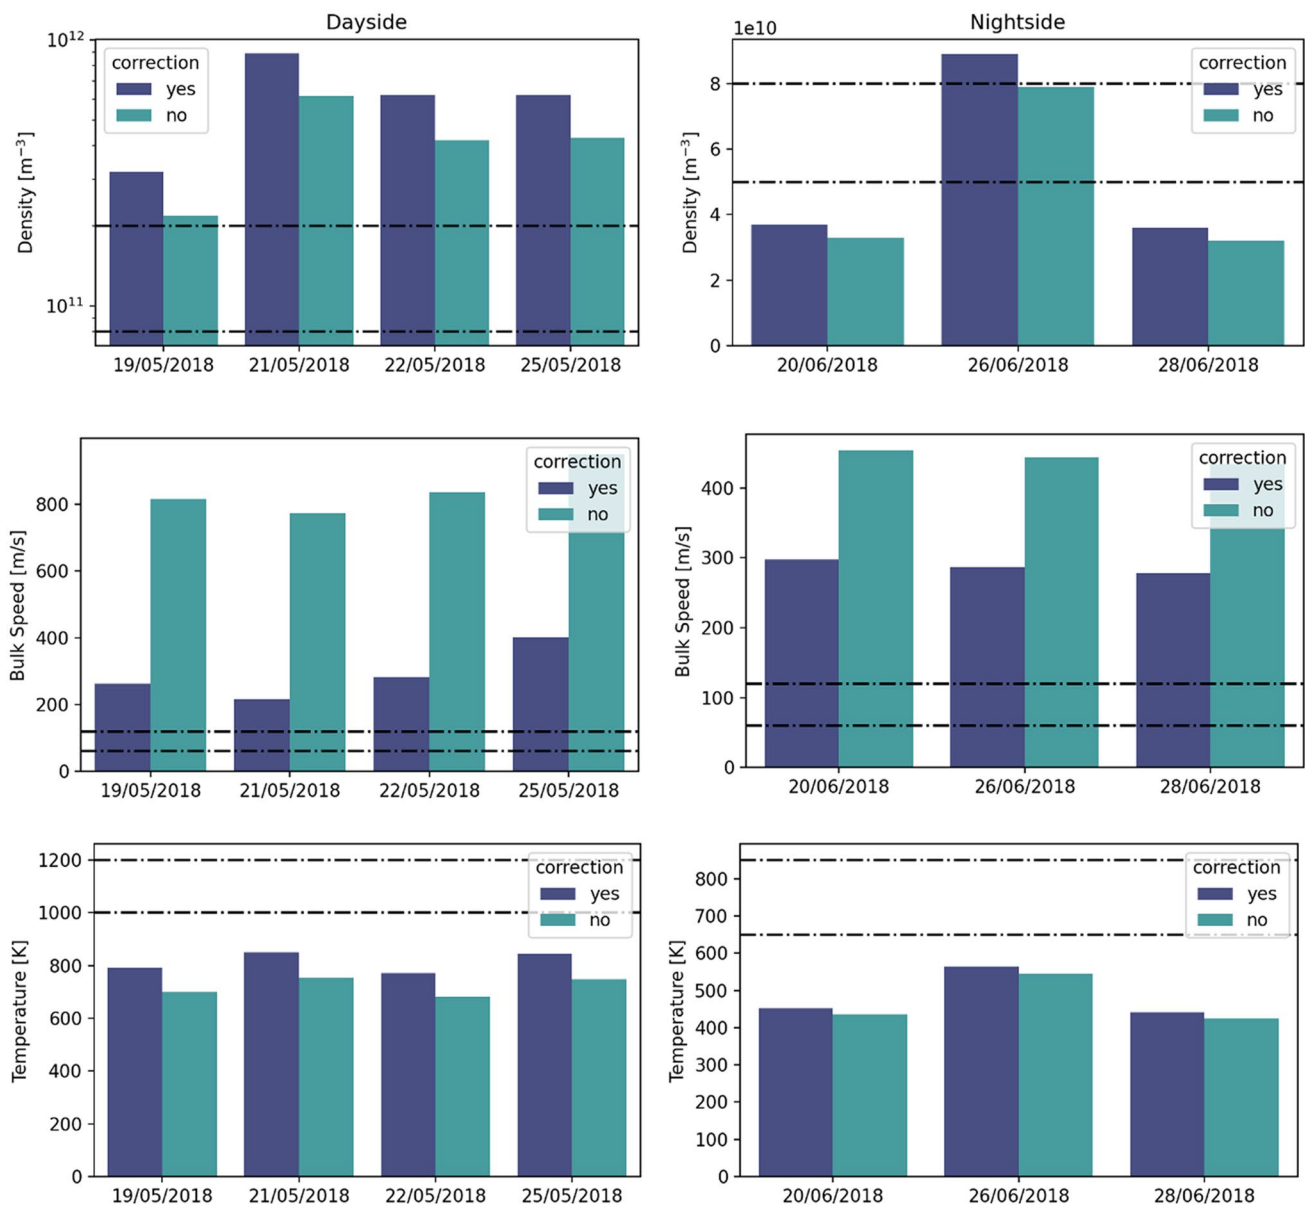 Dayside
10¹²
10¹¹
Density [m⁻³]
correction
yes
no
19/05/2018 21/05/2018 22/05/2018 25/05/2018
Nightside
1e10
8
6
4
2
0
Density [m⁻³]
correction
yes
no
20/06/2018 26/06/2018 28/06/2018
800
600
400
200
0
Bulk Speed [m/s]
correction
yes
no
19/05/2018 21/05/2018 22/05/2018 25/05/2018
400
300
200
100
0
Bulk Speed [m/s]
correction
yes
no
20/06/2018 26/06/2018 28/06/2018
1200
1000
800
600
400
200
0
Temperature [K]
correction
yes
no
19/05/2018 21/05/2018 22/05/2018 25/05/2018
800
700
600
500
400
300
200
100
0
Temperature [K]
correction
yes
no
20/06/2018 26/06/2018 28/06/2018